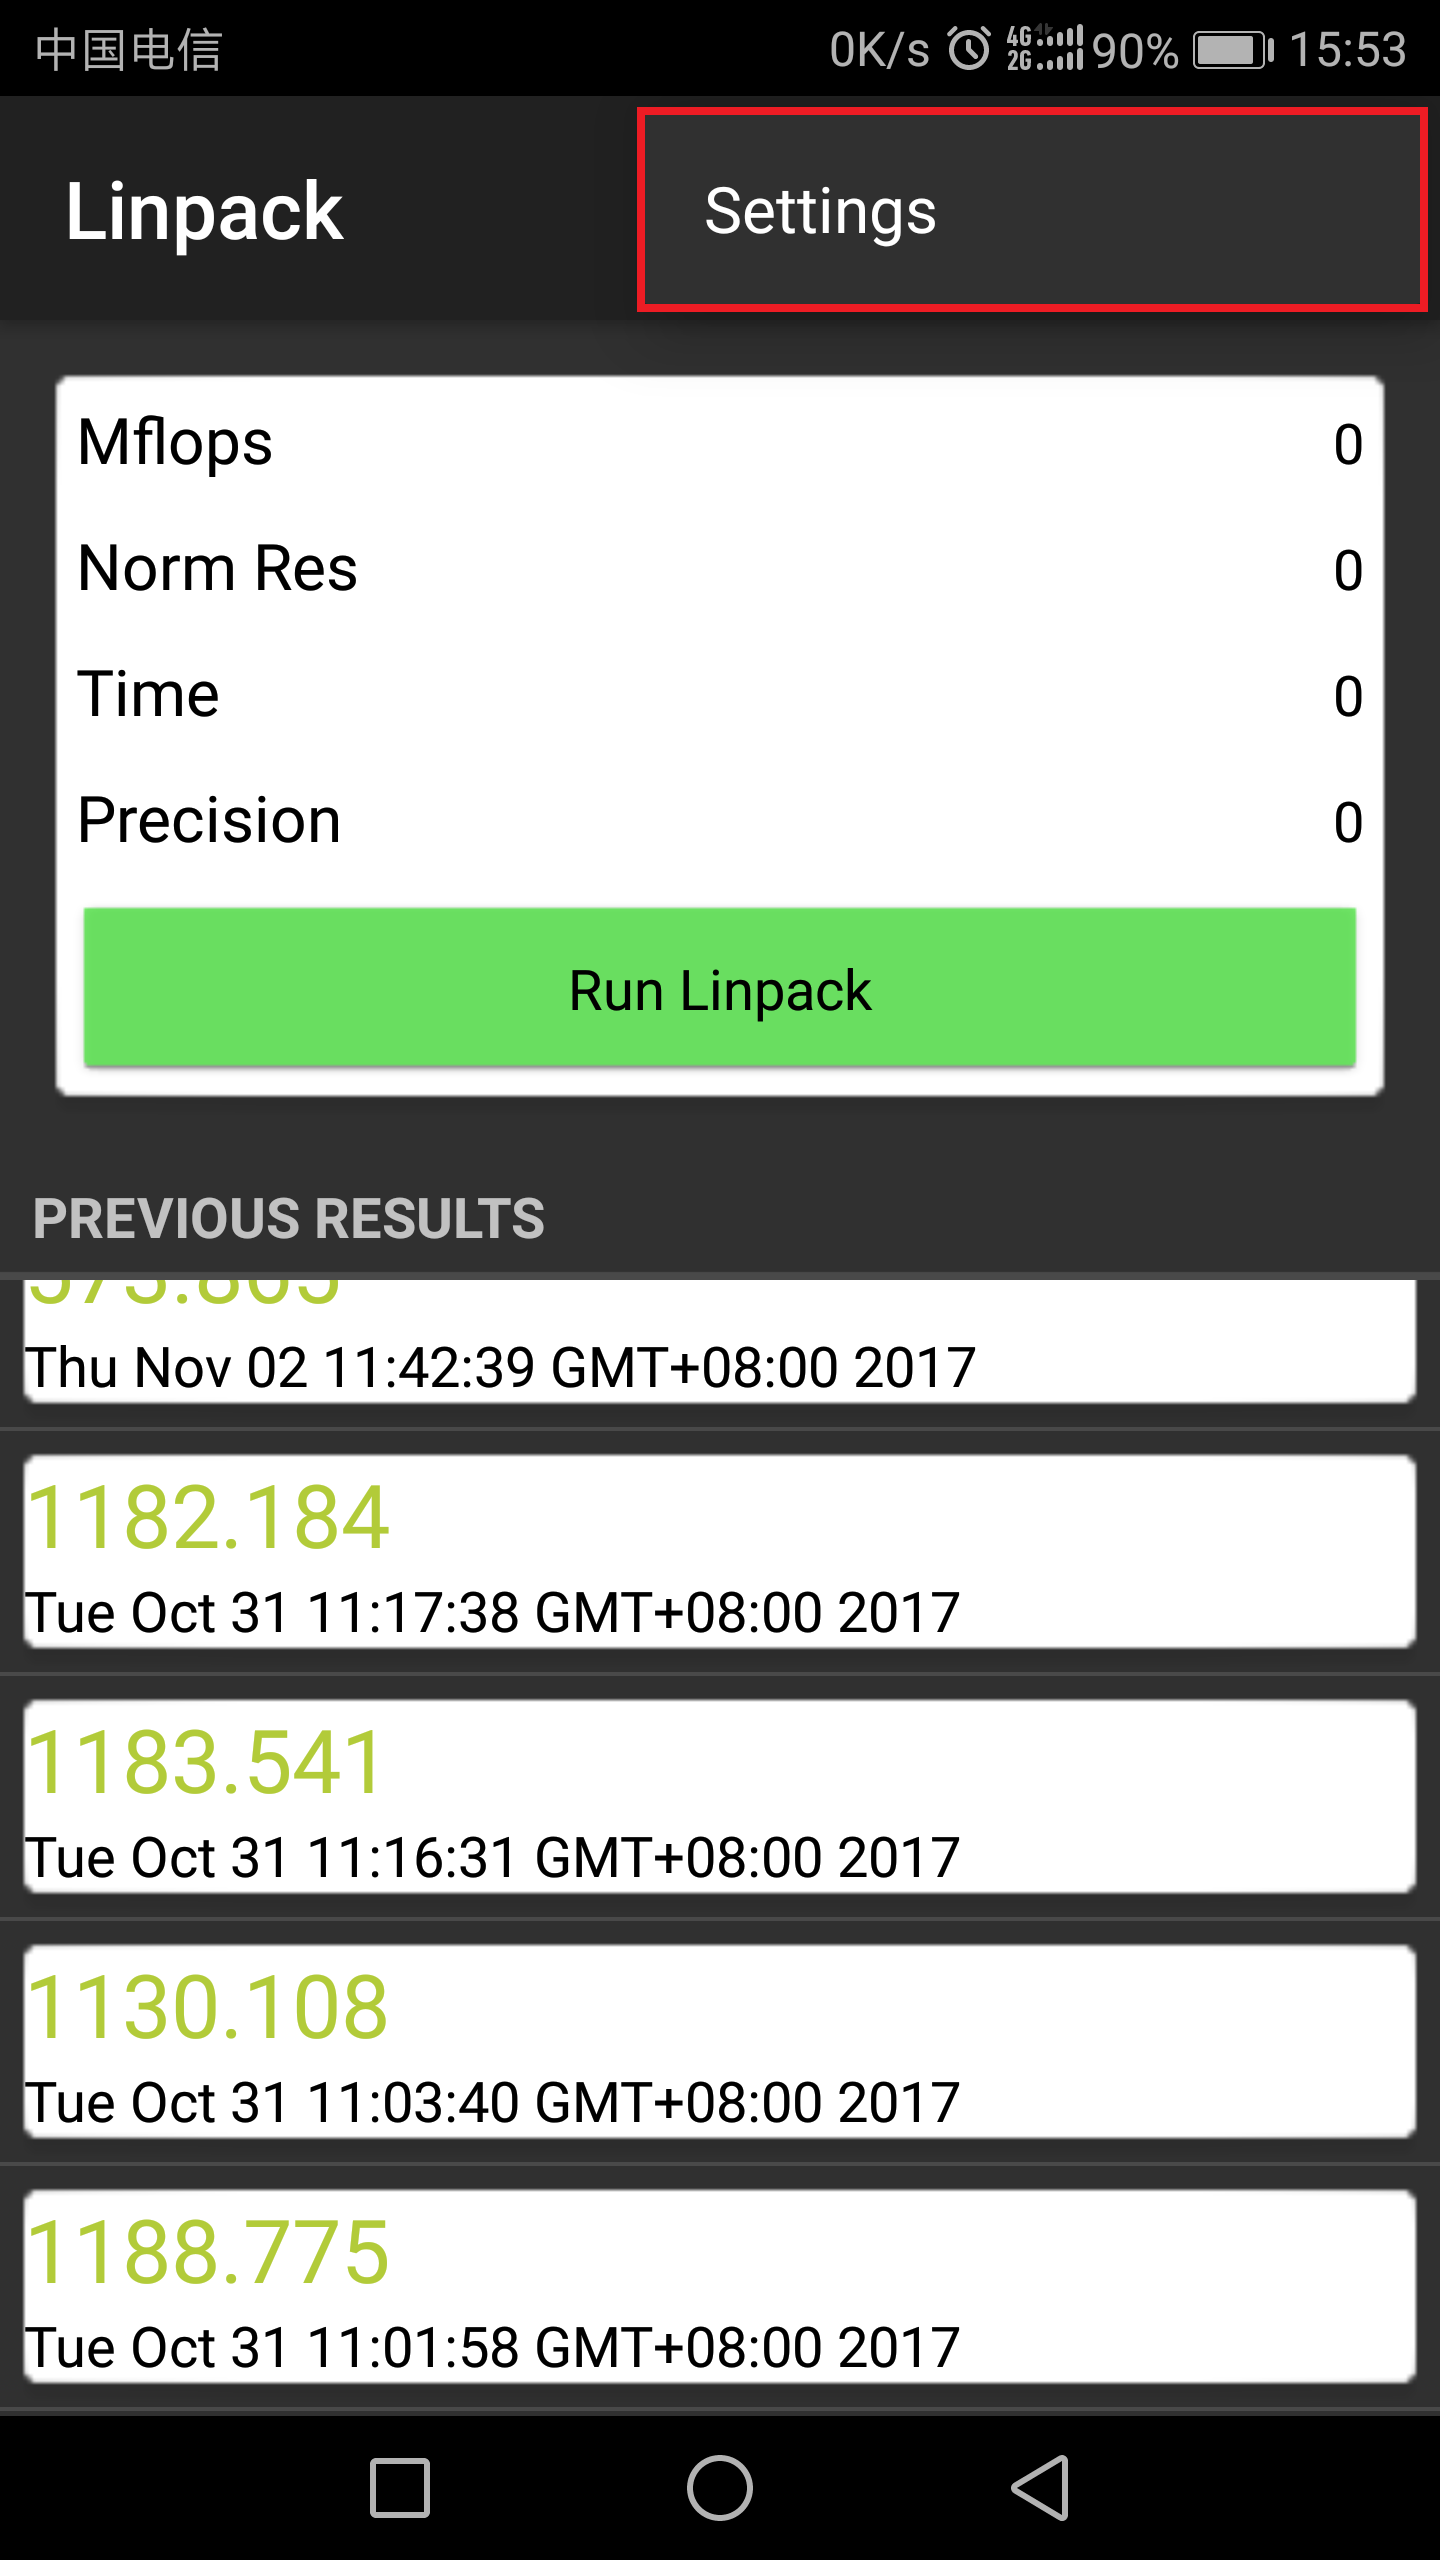 中国电信 0K/s 4G 2G 90% 15:53
Linpack Settings
Mflops 0
Norm Res 0
Time 0
Precision 0
Run Linpack
PREVIOUS RESULTS
Thu Nov 02 11:42:39 GMT+08:00 2017
1182.184
Tue Oct 31 11:17:38 GMT+08:00 2017
1183.541
Tue Oct 31 11:16:31 GMT+08:00 2017
1130.108
Tue Oct 31 11:03:40 GMT+08:00 2017
1188.775
Tue Oct 31 11:01:58 GMT+08:00 2017